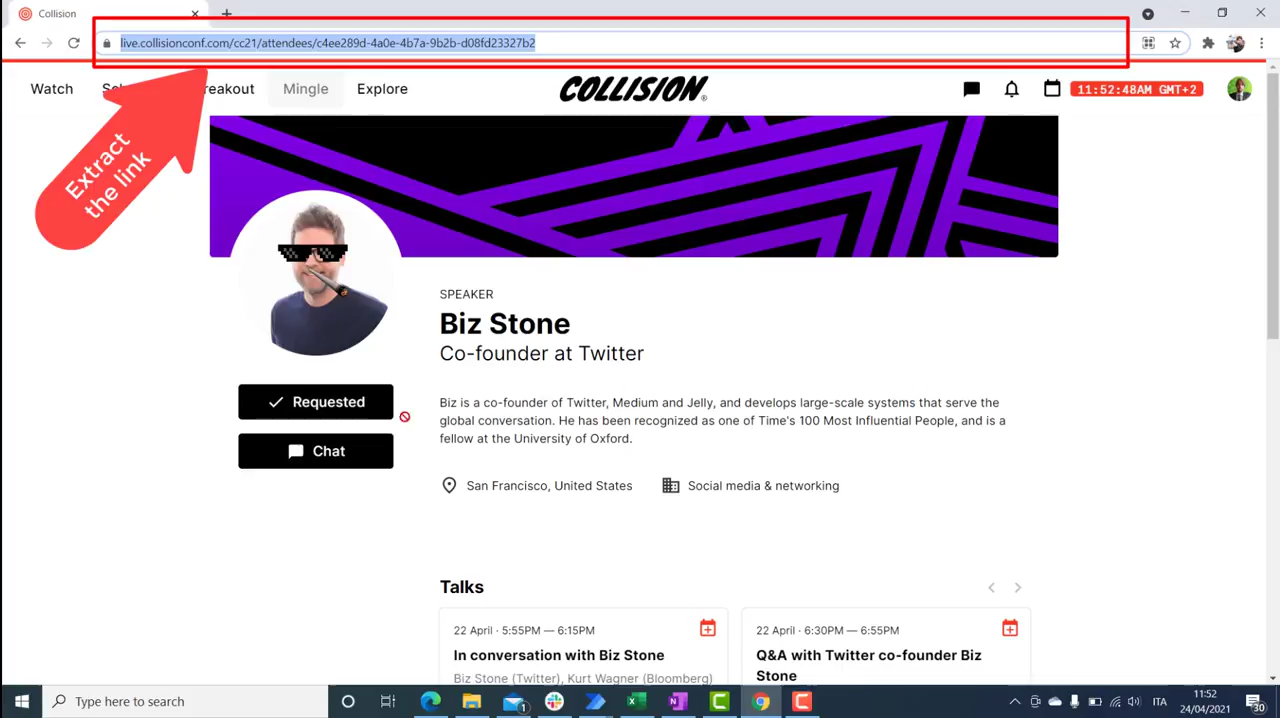 Collision
live.collisionconf.com/cc21/attendees/c4ee289d-4a0e-4b7a-9b2b-d08fd23327b2
Watch
Mingle
Explore
COLLISION
11:52:48AM GMT+2
Extract
the link
SPEAKER
Biz Stone
Co-founder at Twitter
Requested
Chat
Biz is a co-founder of Twitter, Medium and Jelly, and develops large-scale systems that serve the
global conversation. He has been recognized as one of Time's 100 Most Influential People, and is a
fellow at the University of Oxford.
San Francisco, United States
Social media & networking
Talks
22 April · 5:55PM — 6:15PM
In conversation with Biz Stone
Biz Stone (Twitter), Kurt Wagner (Bloomberg)
22 April · 6:30PM — 6:55PM
Q&A with Twitter co-founder Biz
Stone
Type here to search
1
ITA
11:52
24/04/2021
30